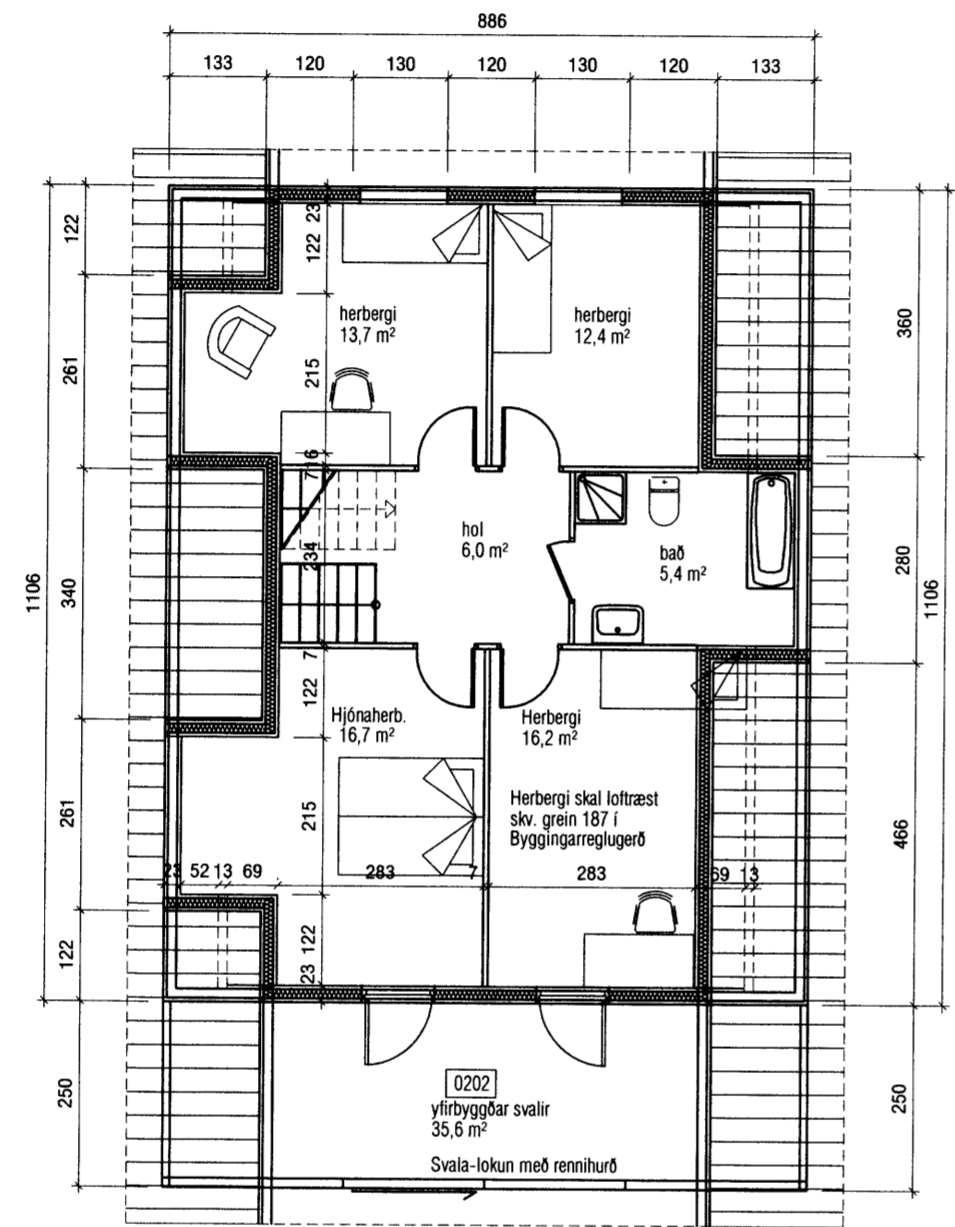 886
133 120 130 120 130 120 133
122
261
340
261
122
250
1106
23
122
215
716
234
7
122
215
122
23
herbergi
13,7 m²
herbergi
12,4 m²
hol
6,0 m²
bað
5,4 m²
Hjónaherb.
16,7 m²
Herbergi
16,2 m²
Herbergi skal loftræst
skv. grein 187 í
Byggingarreglugerð
23 52 13 69 283 7 283 69 13
360
280
466
250
1106
0202
yfirbyggðar svalir
35,6 m²
Svala-lokun með rennihurð